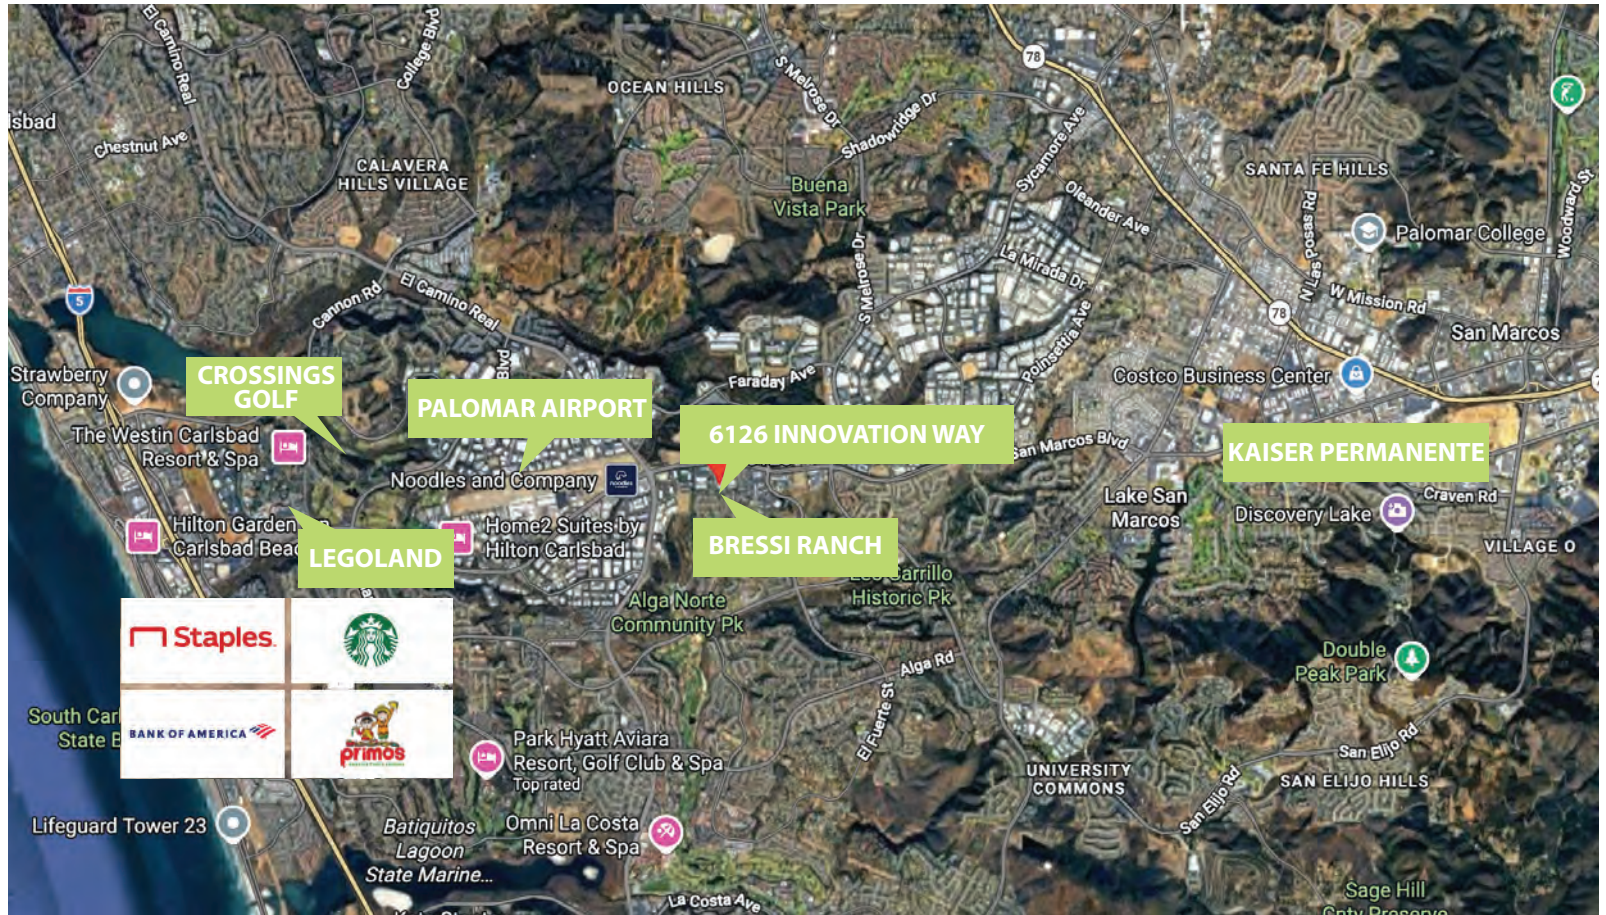 El Camino Real
College Blvd
S Melrose Dr
78
OCEAN HILLS
Shadowridge Dr
lsbad
Chestnut Ave
CALAVERA
HILLS VILLAGE
Sycamore Ave
SANTA FE HILLS
Buena
Vista Park
Oleander Ave
Woodward St
N Las Posas Rd
Palomar College
S Melrose Dr
La Mirada Dr
5
Cannon Rd
El Camino Real
W Mission Rd
78
San Marcos
Poinsettia Ave
Blvd
Strawberry
Company
CROSSINGS
GOLF
Faraday Ave
Costco Business Center
PALOMAR AIRPORT
6126 INNOVATION WAY
The Westin Carlsbad
Resort & Spa
San Marcos Blvd
KAISER PERMANENTE
Noodles and Company
noodles
Lake San
Marcos
Craven Rd
Discovery Lake
Hilton Garden
Carlsbad Beac
Home2 Suites by
Hilton Carlsbad
LEGOLAND
BRESSI RANCH
VILLAGE O
Leo Carrillo
Historic Pk
Alga Norte
Community Pk
Staples.
Double
Peak Park
Alga Rd
El Fuerte St
South Carl
State B
BANK OF AMERICA
primos
Park Hyatt Aviara
Resort, Golf Club & Spa
Top rated
San Elijo Rd
UNIVERSITY
COMMONS
SAN ELIJO HILLS
San Elijo Rd
Lifeguard Tower 23
Batiquitos
Lagoon
State Marine...
Omni La Costa
Resort & Spa
La Costa Ave
Sage Hill
Cnty Preserve